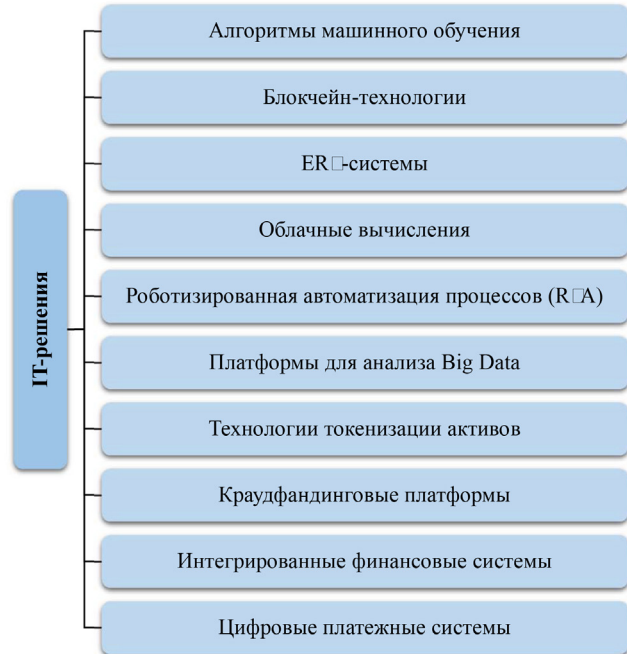 IT-решения
Алгоритмы машинного обучения
Блокчейн-технологии
ER□-системы
Облачные вычисления
Роботизированная автоматизация процессов (R□A)
Платформы для анализа Big Data
Технологии токенизации активов
Краудфандинговые платформы
Интегрированные финансовые системы
Цифровые платежные системы